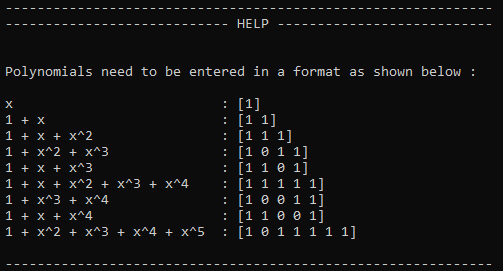 ---------------------------- HELP ---------------------------
Polynomials need to be entered in a format as shown below :
x : [1]
1 + x : [1 1]
1 + x + x^2 : [1 1 1]
1 + x^2 + x^3 : [1 0 1 1]
1 + x + x^3 : [1 1 0 1]
1 + x + x^2 + x^3 + x^4 : [1 1 1 1 1]
1 + x^3 + x^4 : [1 0 0 1 1]
1 + x + x^4 : [1 1 0 0 1]
1 + x^2 + x^3 + x^4 + x^5 : [1 0 1 1 1 1 1]